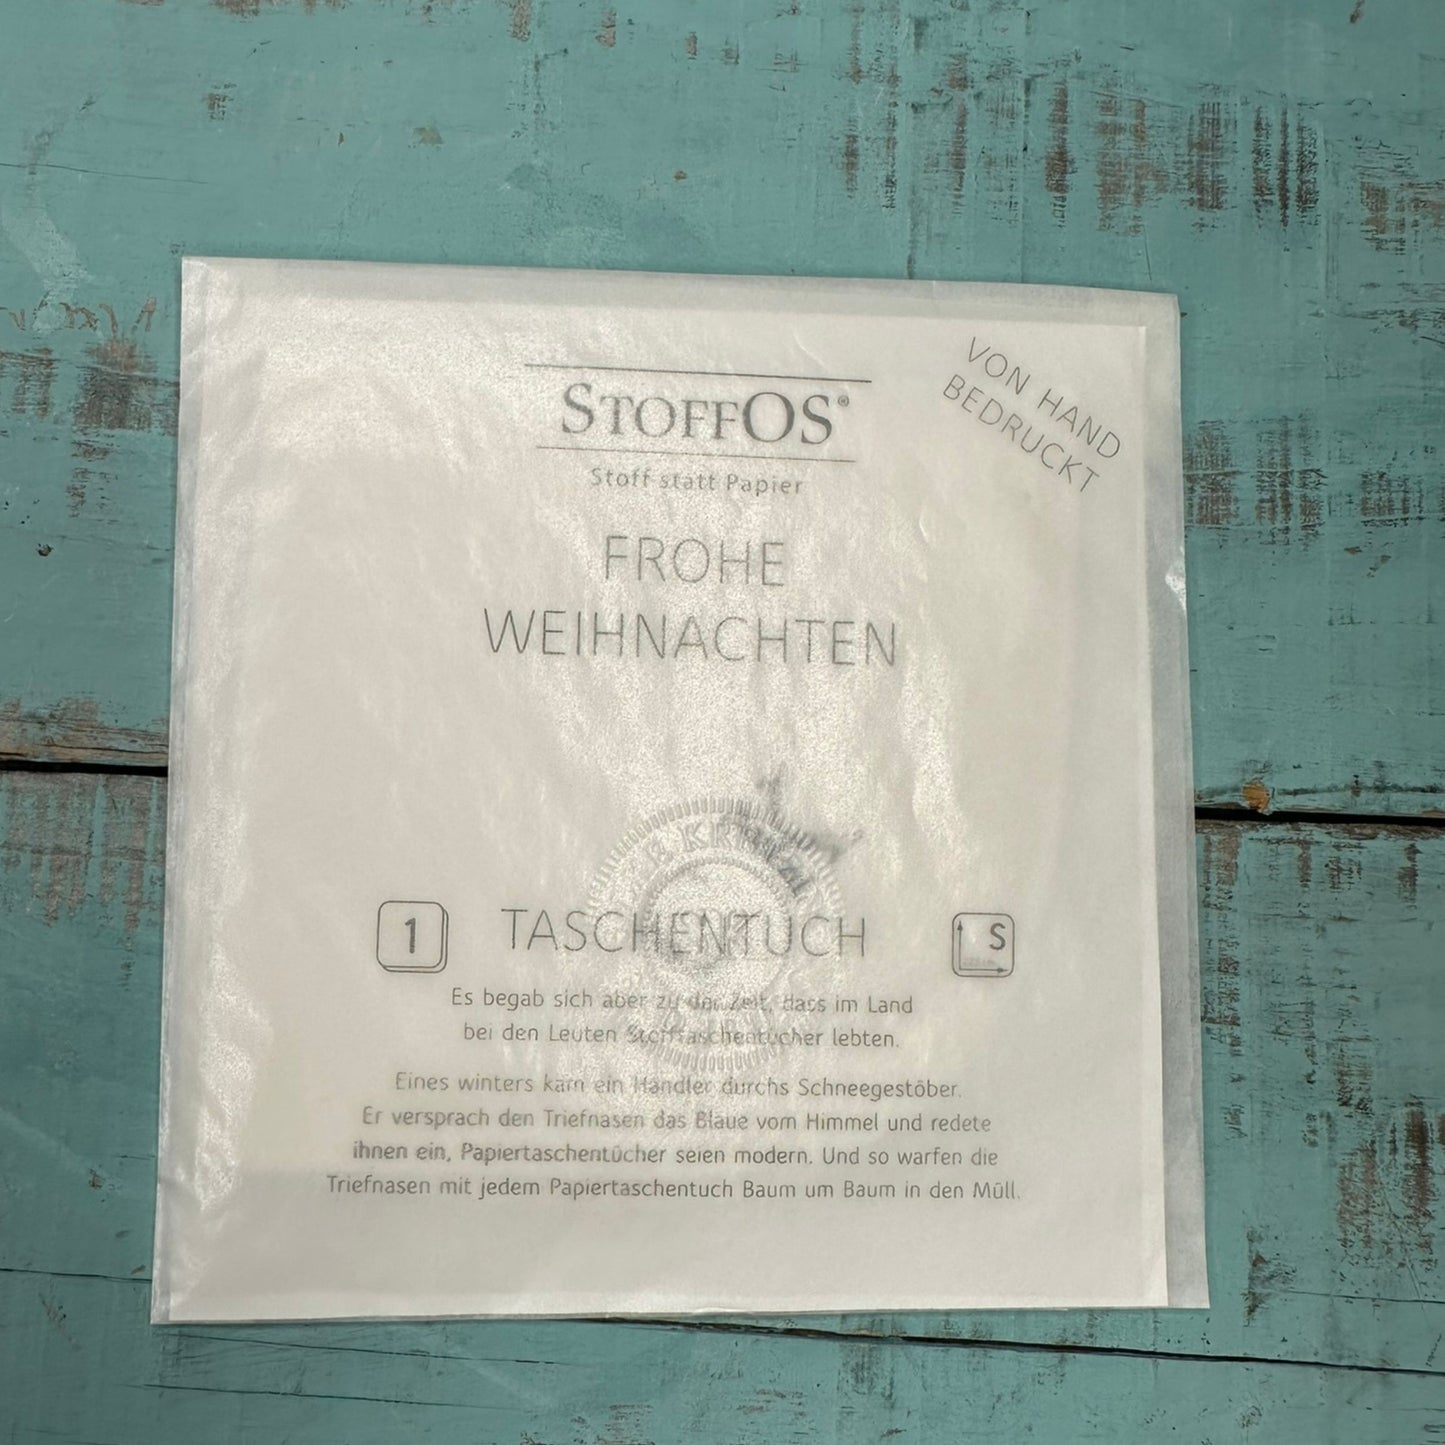 STOFFOS®
Stoff statt Papier
VON HAND
BEDRUCKT
FROHE
WEIHNACHTEN
1
TASCHENTUCH
S
Es begab sich aber zu der Zeit, dass im Land
bei den Leuten Stofftaschentücher lebten.
Eines winters kam ein Händler durchs Schneegestöber.
Er versprach den Triefnasen das Blaue vom Himmel und redete
ihnen ein, Papiertaschentücher seien modern. Und so warfen die
Triefnasen mit jedem Papiertaschentuch Baum um Baum in den Müll.